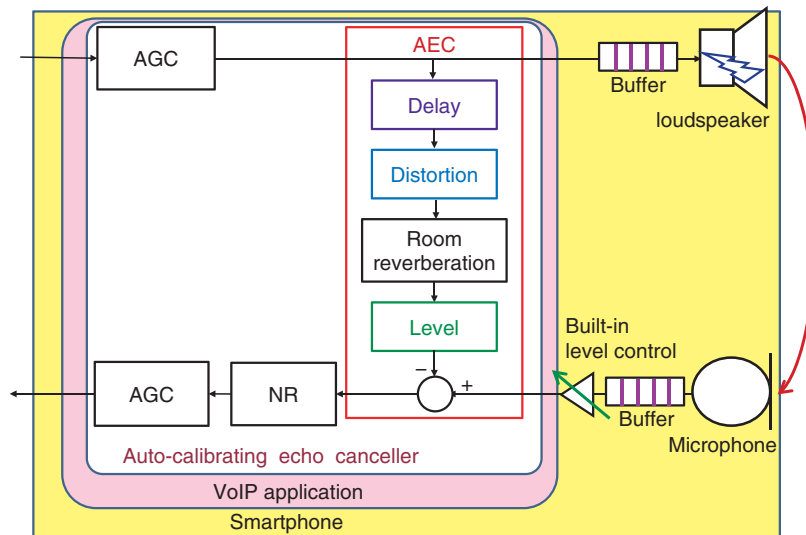 AGC
AEC
Buffer
loudspeaker
Delay
Distortion
Room
reverberation
Level
Built-in
level control
−
+
AGC
NR
Buffer
Microphone
Auto-calibrating echo canceller
VoIP application
Smartphone